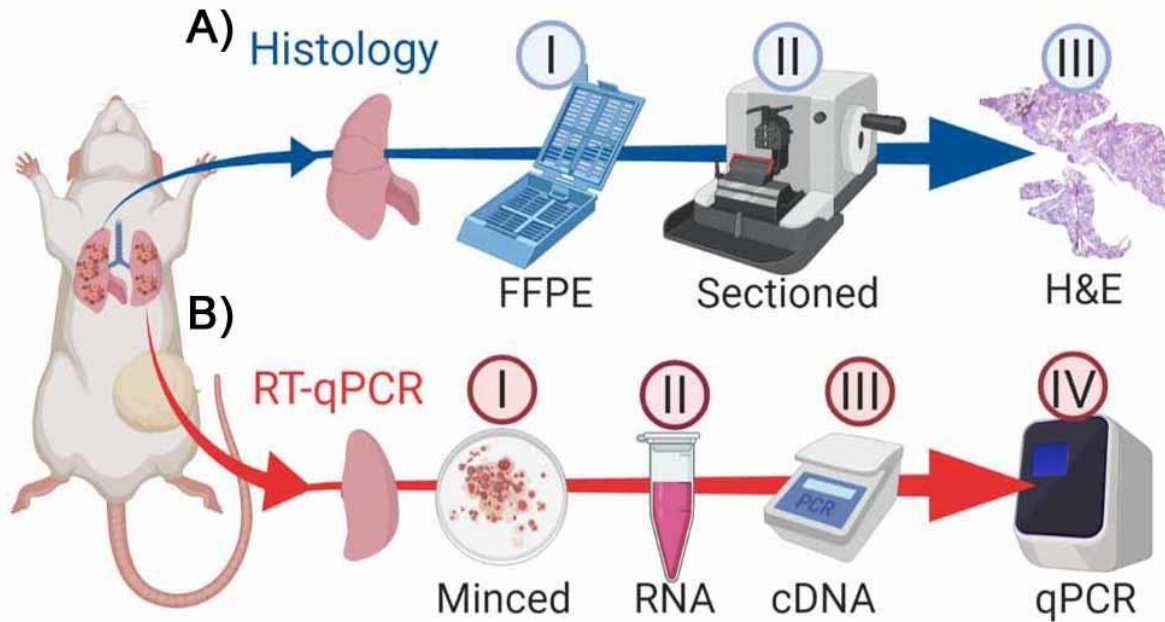 A)
Histology
I
II
III
FFPE
Sectioned
H&E
B)
RT-qPCR
I
II
III
IV
PCR
Minced
RNA
cDNA
qPCR